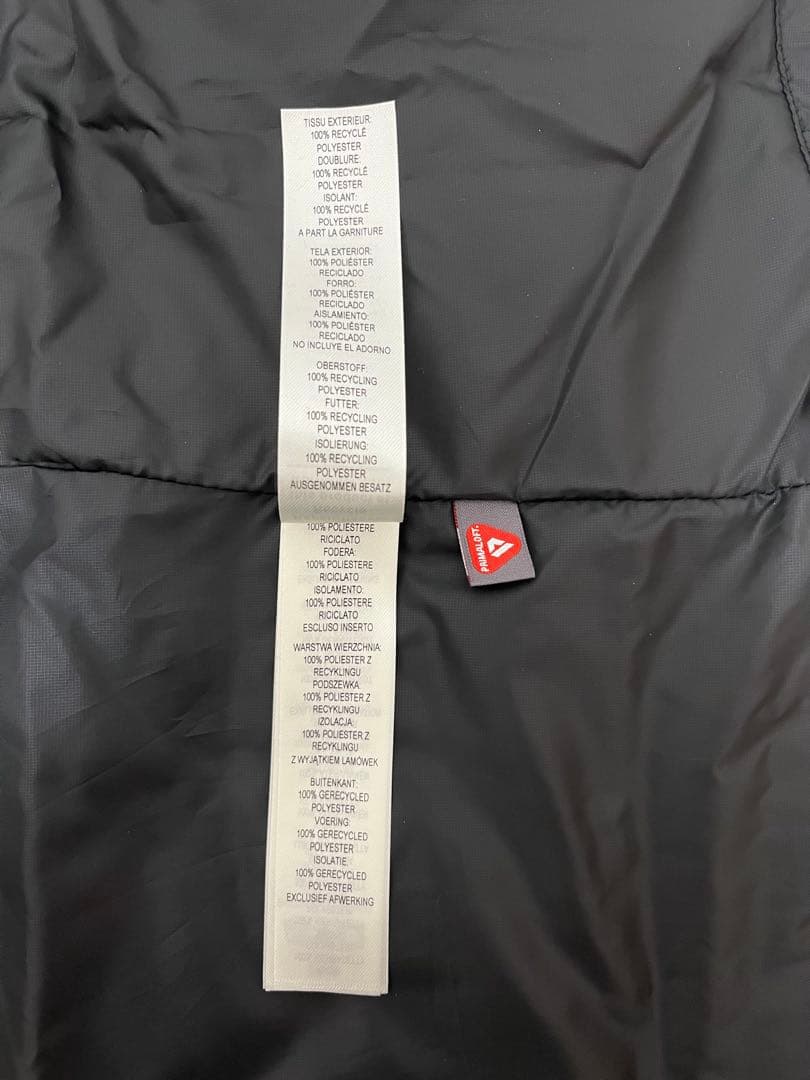 TISSU EXTERIEUR:
100% RECYCLÉ
POLYESTER
DOUBLURE:
100% RECYCLÉ
POLYESTER
ISOLANT:
100% RECYCLÉ
POLYESTER
A PART LA GARNITURE
TELA EXTERIOR:
100% POLIÉSTER
RECICLADO
FORRO:
100% POLIÉSTER
RECICLADO
AISLAMIENTO:
100% POLIÉSTER
RECICLADO
NO INCLUYE EL ADORNO
OBERSTOFF:
100% RECYCLING
POLYESTER
FUTTER:
100% RECYCLING
POLYESTER
ISOLIERUNG:
100% RECYCLING
POLYESTER
AUSGENOMMEN BESATZ
100% POLIESTERE
RICICLATO
FODERA:
100% POLIESTERE
RICICLATO
ISOLAMENTO:
100% POLIESTERE
RICICLATO
ESCLUSO INSERTO
WARSTWA WIERZCHNIA:
100% POLIESTER Z
RECYKLINGU
PODSZEWKA:
100% POLIESTER Z
RECYKLINGU
IZOLACJA:
100% POLIESTER Z
RECYKLINGU
Z WYJĄTKIEM LAMÓWEK
BUITENKANT:
100% GERECYCLED
POLYESTER
VOERING:
100% GERECYCLED
POLYESTER
ISOLATIE:
100% GERECYCLED
POLYESTER
EXCLUSIEF AFWERKING
PRIMALOFT.